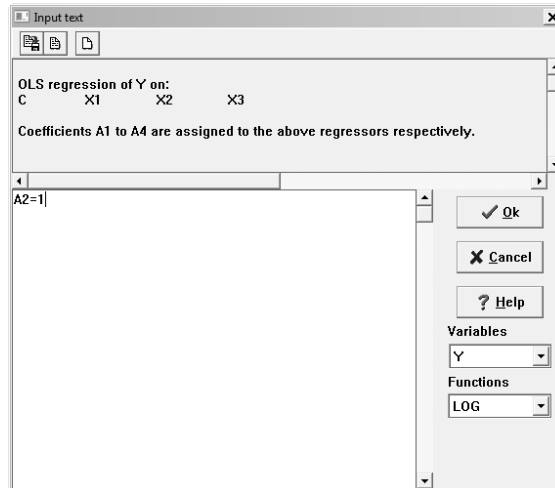 Input text
OLS regression of Y on:
C X1 X2 X3
Coefficients A1 to A4 are assigned to the above regressors respectively.
A2=1
Ok
Cancel
? Help
Variables
Y
Functions
LOG